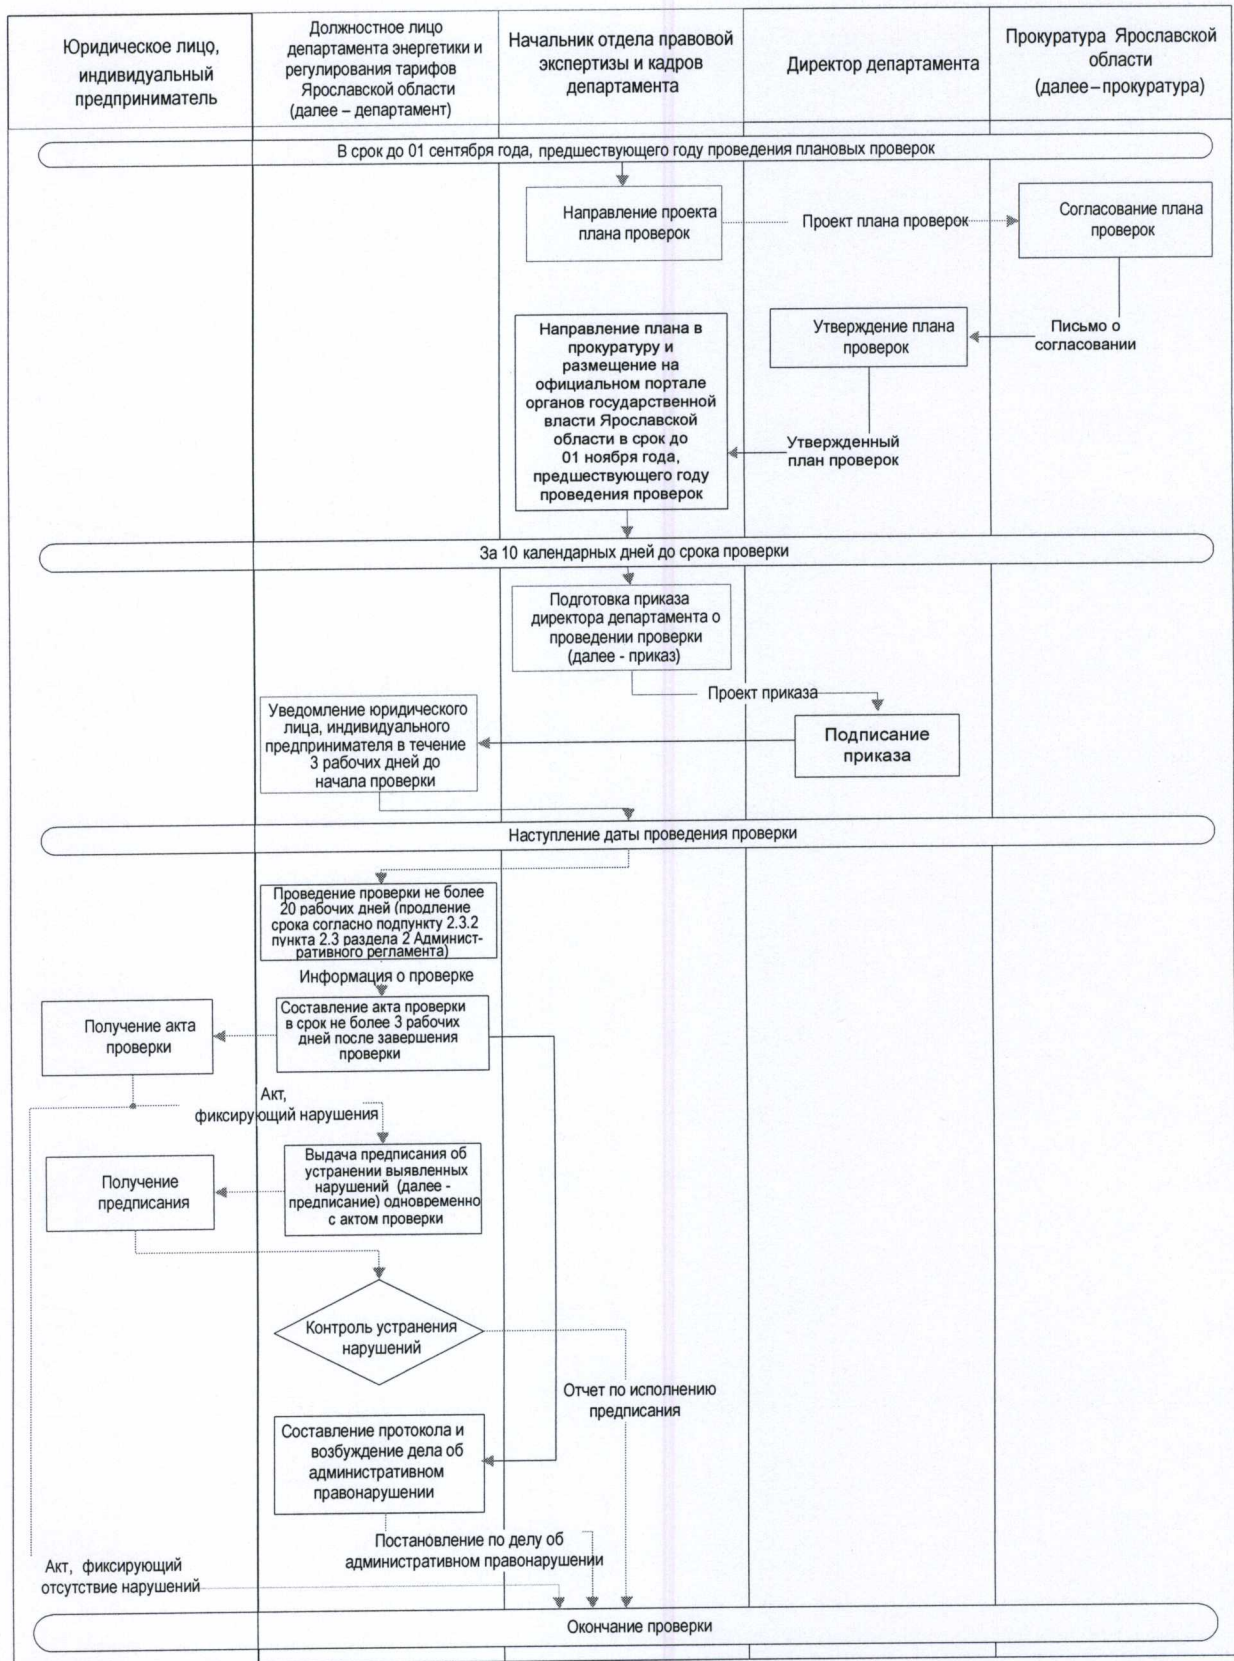 Юридическое лицо,
индивидуальный
предприниматель
Должностное лицо
департамента энергетики и
регулирования тарифов
Ярославской области
(далее – департамент)
Начальник отдела правовой
экспертизы и кадров
департамента
Директор департамента
Прокуратура Ярославской
области
(далее – прокуратура)
В срок до 01 сентября года, предшествующего году проведения плановых проверок
Направление проекта
плана проверок
Проект плана проверок
Согласование плана
проверок
Письмо о
согласовании
Утверждение плана
проверок
Утвержденный
план проверок
Направление плана в
прокуратуру и
размещение на
официальном портале
органов государственной
власти Ярославской
области в срок до
01 ноября года,
предшествующего году
проведения проверок
За 10 календарных дней до срока проверки
Подготовка приказа
директора департамента о
проведении проверки
(далее - приказ)
Проект приказа
Подписание
приказа
Уведомление юридического
лица, индивидуального
предпринимателя в течение
3 рабочих дней до
начала проверки
Наступление даты проведения проверки
Проведение проверки не более
20 рабочих дней (продление
срока согласно подпункту 2.3.2
пункта 2.3 раздела 2 Админист-
ративного регламента)
Информация о проверке
Составление акта проверки
в срок не более 3 рабочих
дней после завершения
проверки
Получение акта
проверки
Акт,
фиксирующий нарушения
Выдача предписания об
устранении выявленных
нарушений (далее -
предписание) одновременно
с актом проверки
Получение
предписания
Контроль устранения
нарушений
Отчет по исполнению
предписания
Составление протокола и
возбуждение дела об
административном
правонарушении
Постановление по делу об
административном правонарушении
Акт, фиксирующий
отсутствие нарушений
Окончание проверки